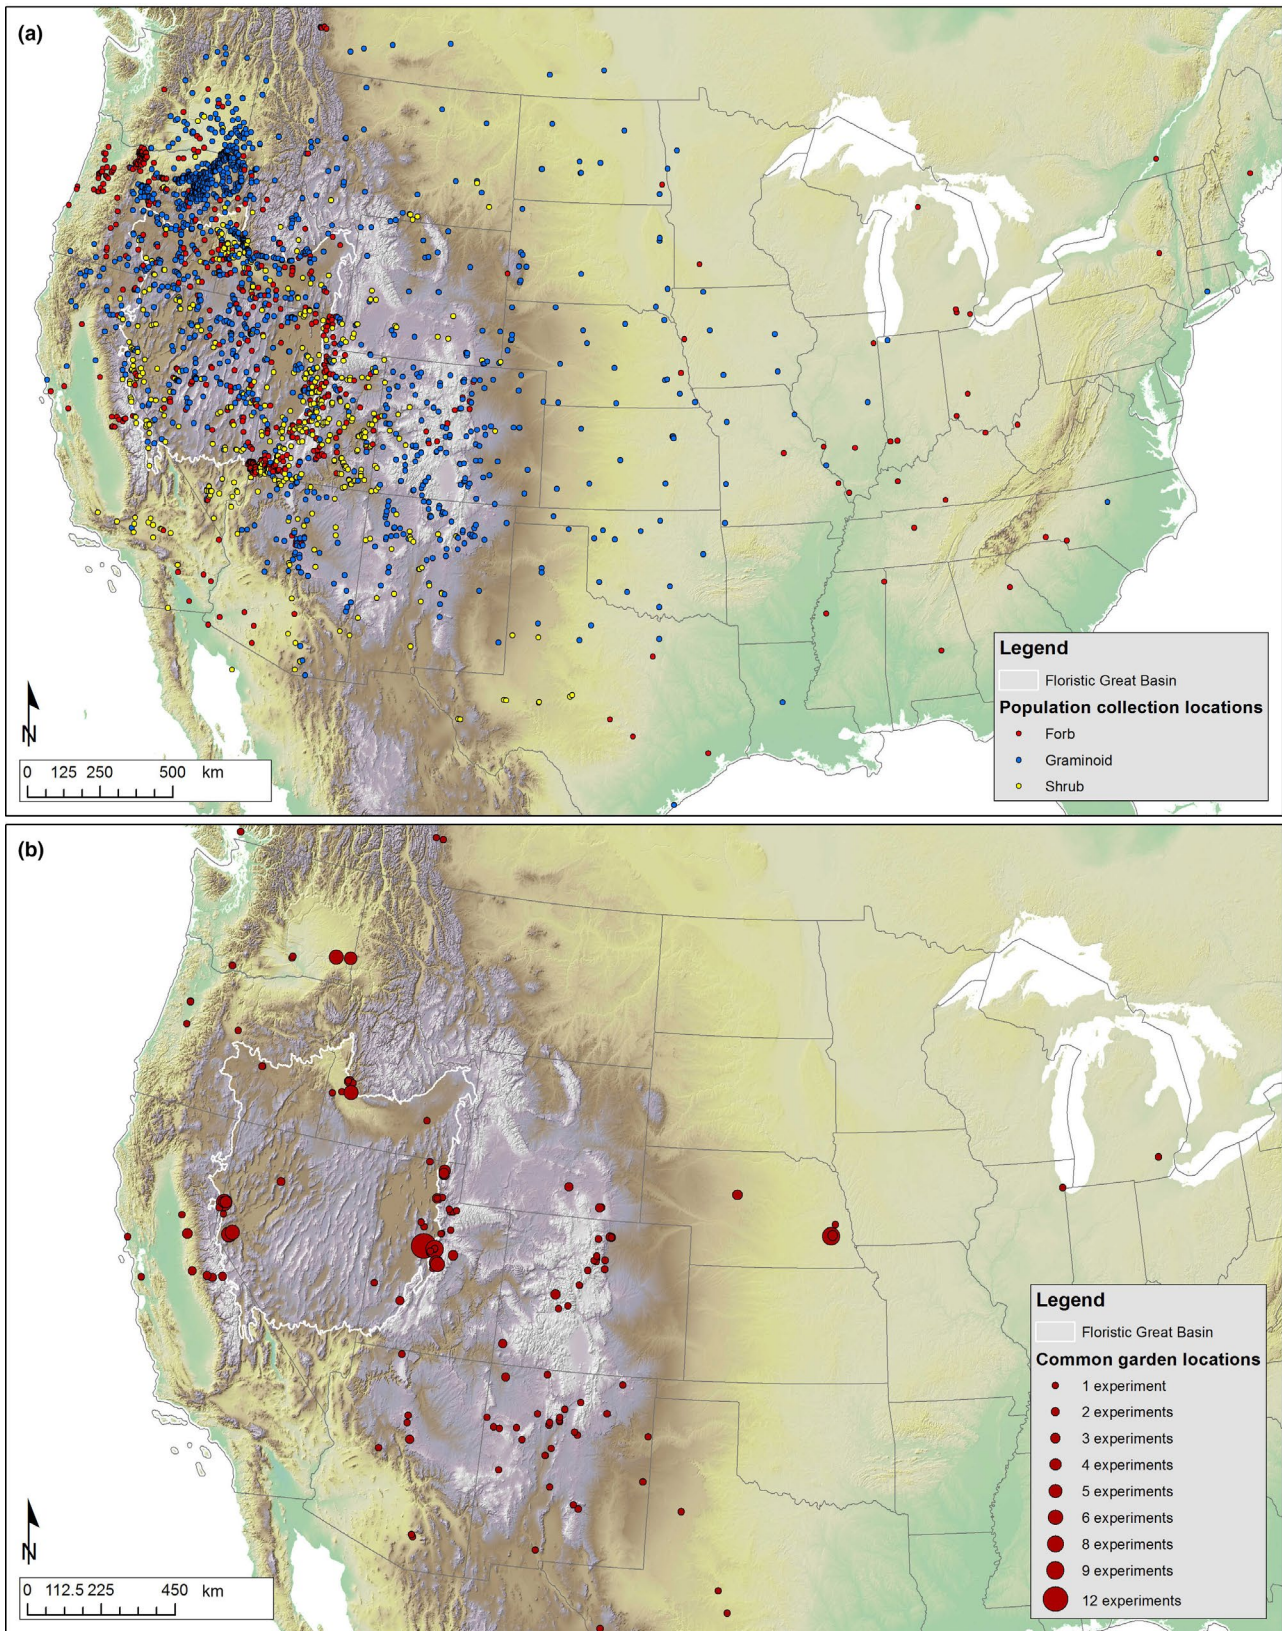 (a)
Legend
Floristic Great Basin
Population collection locations
Forb
Graminoid
Shrub
N
0 125 250 500 km
(b)
Legend
Floristic Great Basin
Common garden locations
1 experiment
2 experiments
3 experiments
4 experiments
5 experiments
6 experiments
8 experiments
9 experiments
12 experiments
N
0 112.5 225 450 km